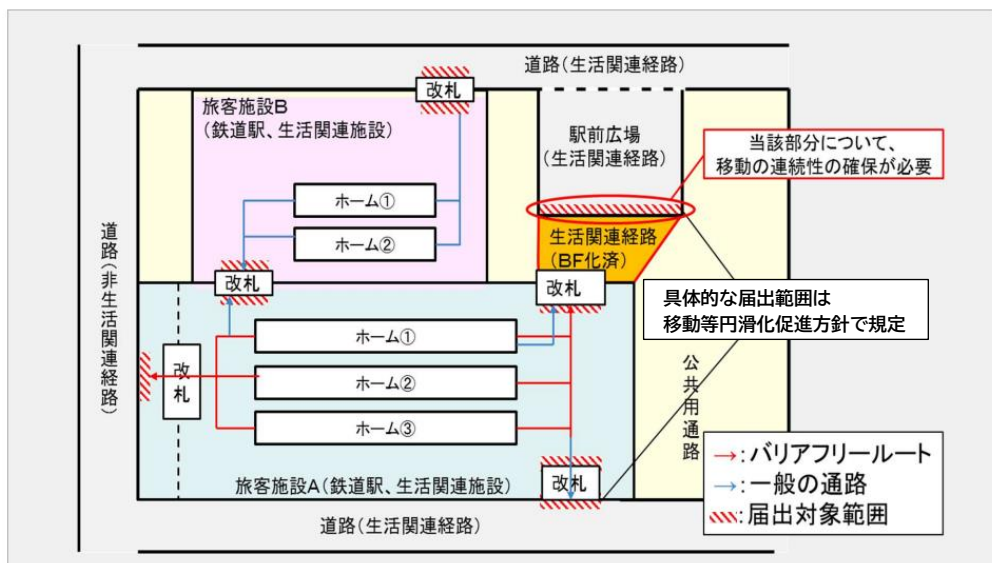 道路(生活関連経路)
改札
旅客施設B
(鉄道駅、生活関連施設)
駅前広場
(生活関連経路)
当該部分について、
移動の連続性の確保が必要
ホーム①
ホーム②
生活関連経路
(BF化済)
道路(非生活関連経路)
改札
改札
具体的な届出範囲は
移動等円滑化促進方針で規定
ホーム①
改札
ホーム②
ホーム③
公共用通路
→:バリアフリールート
→:一般の通路
:届出対象範囲
旅客施設A(鉄道駅、生活関連施設)
改札
道路(生活関連経路)